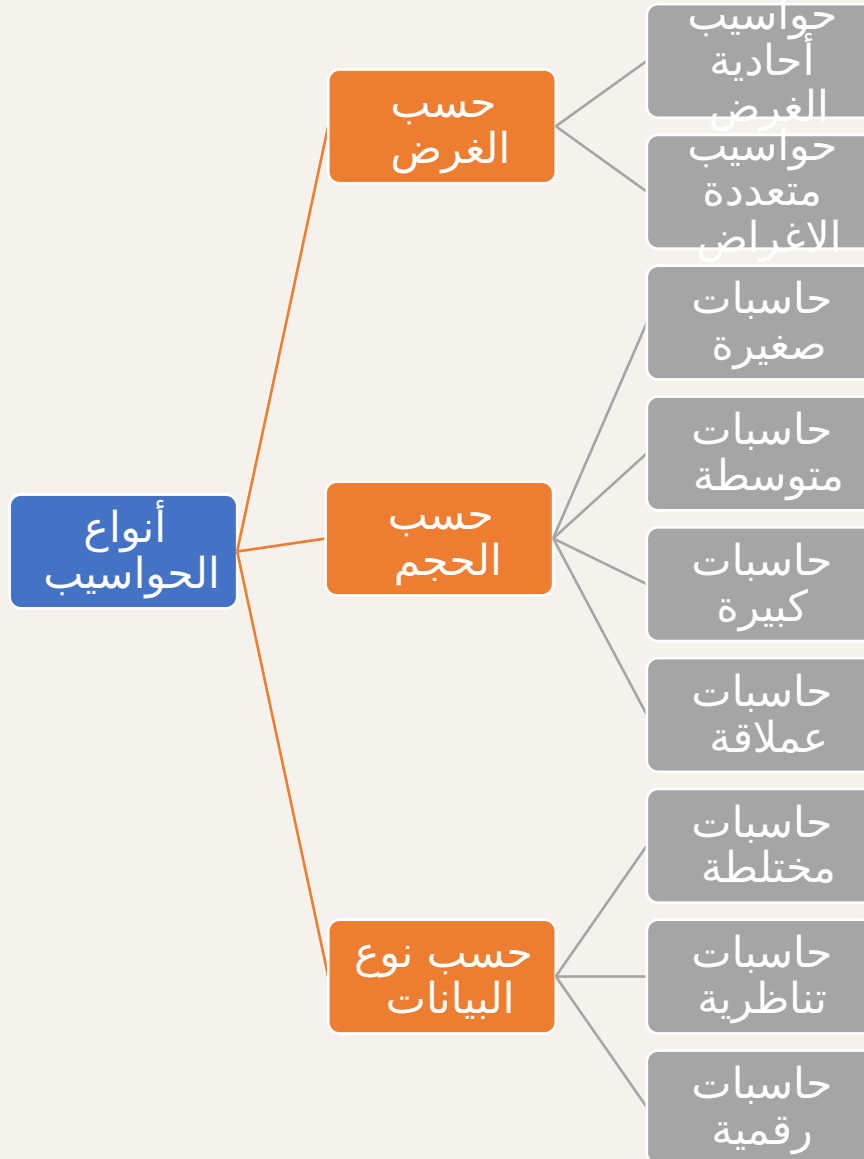 أنواع
الحواسيب
حسب
الغرض
حواسيب
أحادية
الغرض
حواسيب
متعددة
الاغراض
حسب
الحجم
حاسبات
صغيرة
حاسبات
متوسطة
حاسبات
كبيرة
حاسبات
عملاقة
حسب نوع
البيانات
حاسبات
مختلطة
حاسبات
تناظرية
حاسبات
رقمية